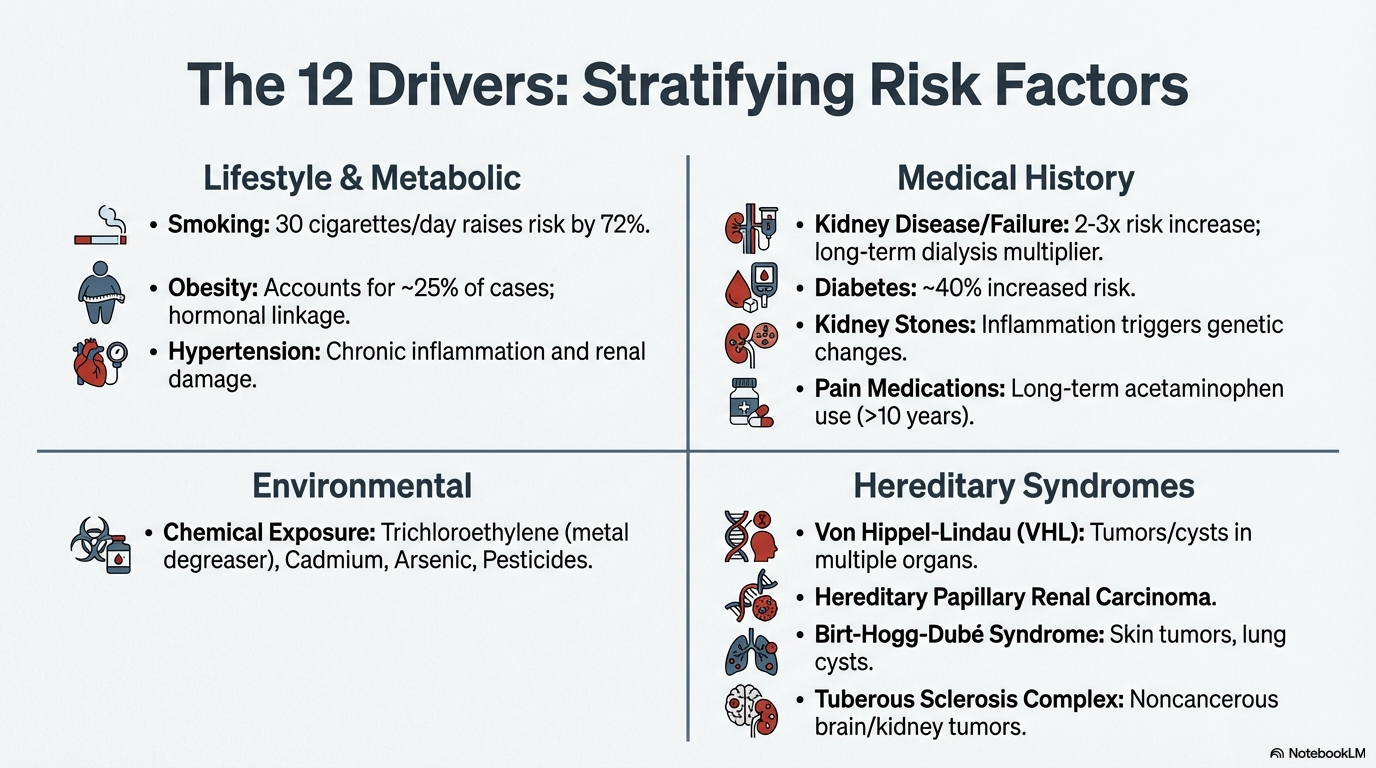 The 12 Drivers: Stratifying Risk Factors
Lifestyle & Metabolic
• Smoking: 30 cigarettes/day raises risk by 72%.
• Obesity: Accounts for ~25% of cases;
hormonal linkage.
• Hypertension: Chronic inflammation and renal
damage.
Medical History
• Kidney Disease/Failure: 2-3x risk increase;
long-term dialysis multiplier.
• Diabetes: ~40% increased risk.
• Kidney Stones: Inflammation triggers genetic
changes.
• Pain Medications: Long-term acetaminophen
use (>10 years).
Environmental
• Chemical Exposure: Trichloroethylene (metal
degreaser), Cadmium, Arsenic, Pesticides.
Hereditary Syndromes
• Von Hippel-Lindau (VHL): Tumors/cysts in
multiple organs.
• Hereditary Papillary Renal Carcinoma.
• Birt-Hogg-Dubé Syndrome: Skin tumors, lung
cysts.
• Tuberous Sclerosis Complex: Noncancerous
brain/kidney tumors.
NotebookLM